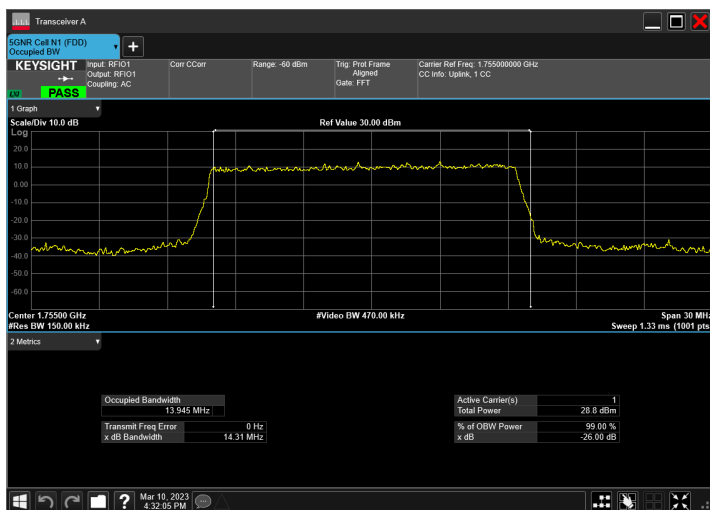 Transceiver A
5GNR Cell N1 (FDD)
Occupied BW
KEYSIGHT
LXI
PASS
Input: RFIO1
Output: RFIO1
Coupling: AC
Corr CCorr
Range: -60 dBm
Trig: Prof Frame
Aligned
Gate: FFT
Carrier Ref Freq: 1.755000000 GHz
CC Info: Uplink, 1 CC
1 Graph
Scale/Div 10.0 dB
Ref Value 30.00 dBm
Log
20.0
10.0
0.00
-10.0
-20.0
-30.0
-40.0
-50.0
-60.0
Center 1.75500 GHz
#Video BW 470.00 kHz
Span 30 MHz
#Res BW 150.00 kHz
Sweep 1.33 ms (1001 pts
2 Metrics
Occupied Bandwidth
13.945 MHz
Transmit Freq Error 0 Hz
x dB Bandwidth 14.31 MHz
Active Carrier(s) 1
Total Power 28.8 dBm
% of OBW Power 99.00 %
x dB -26.00 dB
?
Mar 10, 2023
4:32:05 PM